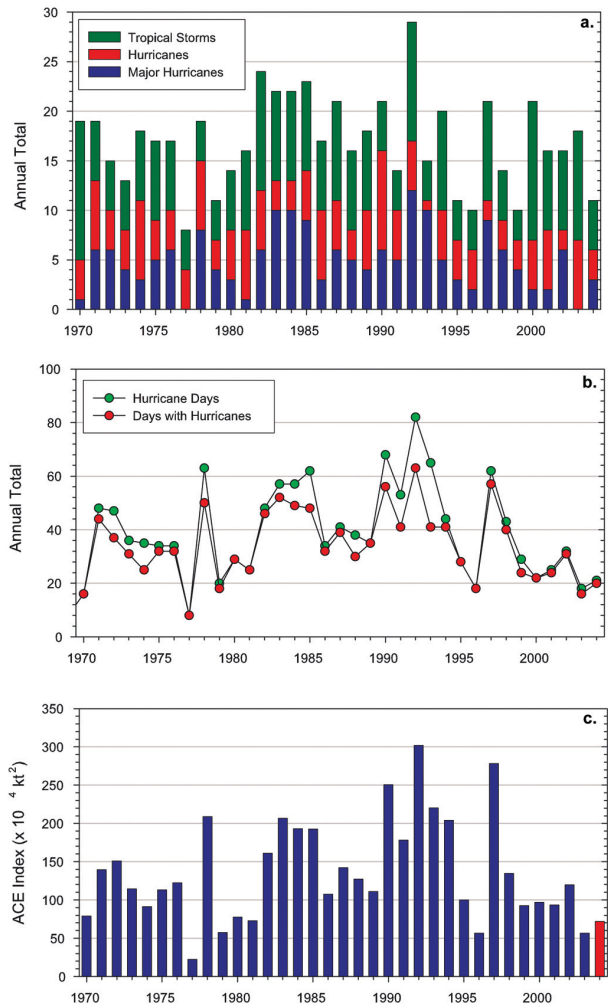 a.
Tropical Storms
Hurricanes
Major Hurricanes
Annual Total
30
25
20
15
10
5
0
1970 1975 1980 1985 1990 1995 2000
b.
Hurricane Days
Days with Hurricanes
Annual Total
100
80
60
40
20
0
1970 1975 1980 1985 1990 1995 2000
c.
ACE Index (x 10 4 kt2)
350
300
250
200
150
100
50
0
1970 1975 1980 1985 1990 1995 2000